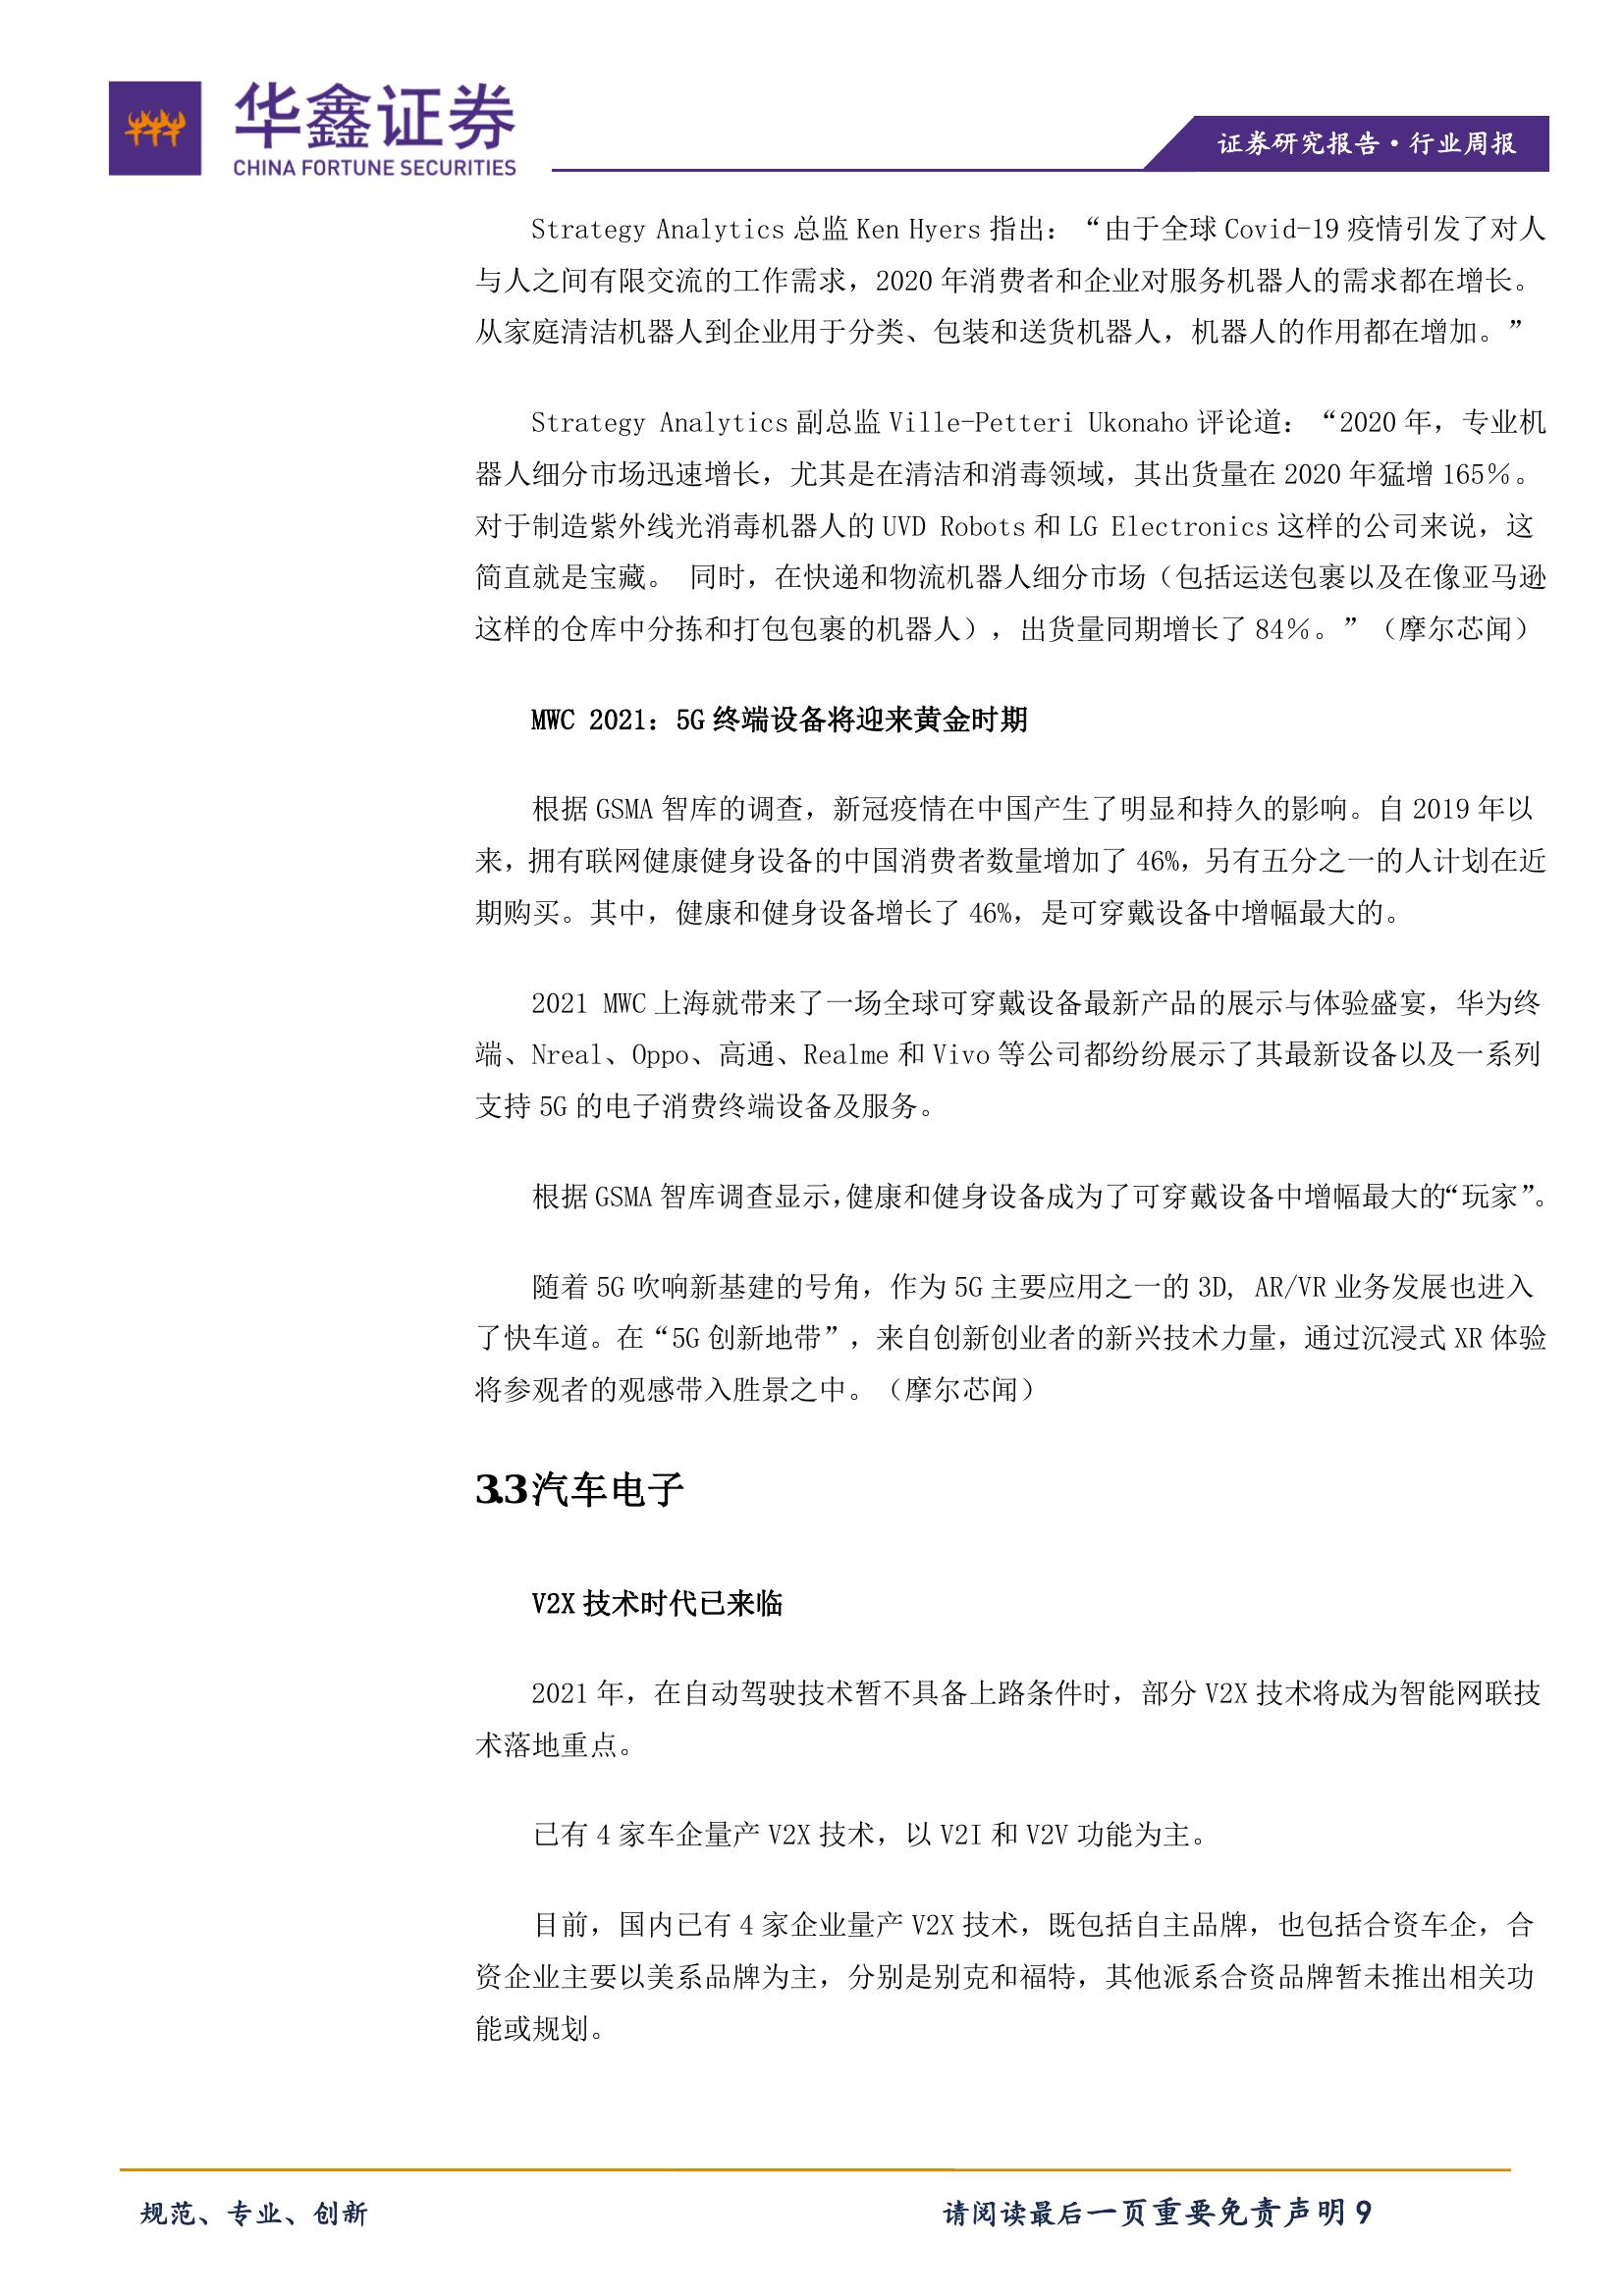 华鑫证券
CHINA FORTUNE SECURITIES
证券研究报告·行业周报
Strategy Analytics 总监 Ken Hyers 指出：“由于全球 Covid-19 疫情引发了对人
与人之间有限交流的工作需求，2020 年消费者和企业对服务机器人的需求都在增长。
从家庭清洁机器人到企业用于分类、包装和送货机器人，机器人的作用都在增加。”
Strategy Analytics 副总监 Ville-Petteri Ukonaho 评论道：“2020 年，专业机
器人细分市场迅速增长，尤其是在清洁和消毒领域，其出货量在 2020 年猛增 165％。
对于制造紫外线光消毒机器人的 UVD Robots 和 LG Electronics 这样的公司来说，这
简直就是宝藏。 同时，在快递和物流机器人细分市场（包括运送包裹以及在像亚马逊
这样的仓库中分拣和打包包裹的机器人），出货量同期增长了 84％。”（摩尔芯闻）
MWC 2021：5G 终端设备将迎来黄金时期
根据 GSMA 智库的调查，新冠疫情在中国产生了明显和持久的影响。自 2019 年以
来，拥有联网健康健身设备的中国消费者数量增加了 46%，另有五分之一的人计划在近
期购买。其中，健康和健身设备增长了 46%，是可穿戴设备中增幅最大的。
2021 MWC 上海就带来了一场全球可穿戴设备最新产品的展示与体验盛宴，华为终
端、Nreal、Oppo、高通、Realme 和 Vivo 等公司都纷纷展示了其最新设备以及一系列
支持 5G 的电子消费终端设备及服务。
根据 GSMA 智库调查显示，健康和健身设备成为了可穿戴设备中增幅最大的“玩家”。
随着 5G 吹响新基建的号角，作为 5G 主要应用之一的 3D, AR/VR 业务发展也进入
了快车道。在“5G 创新地带”，来自创新创业者的新兴技术力量，通过沉浸式 XR 体验
将参观者的观感带入胜景之中。（摩尔芯闻）
3.3 汽车电子
V2X 技术时代已来临
2021 年，在自动驾驶技术暂不具备上路条件时，部分 V2X 技术将成为智能网联技
术落地重点。
已有 4 家车企量产 V2X 技术，以 V2I 和 V2V 功能为主。
目前，国内已有 4 家企业量产 V2X 技术，既包括自主品牌，也包括合资车企，合
资企业主要以美系品牌为主，分别是别克和福特，其他派系合资品牌暂未推出相关功
能或规划。
规范、专业、创新
请阅读最后一页重要免责声明 9